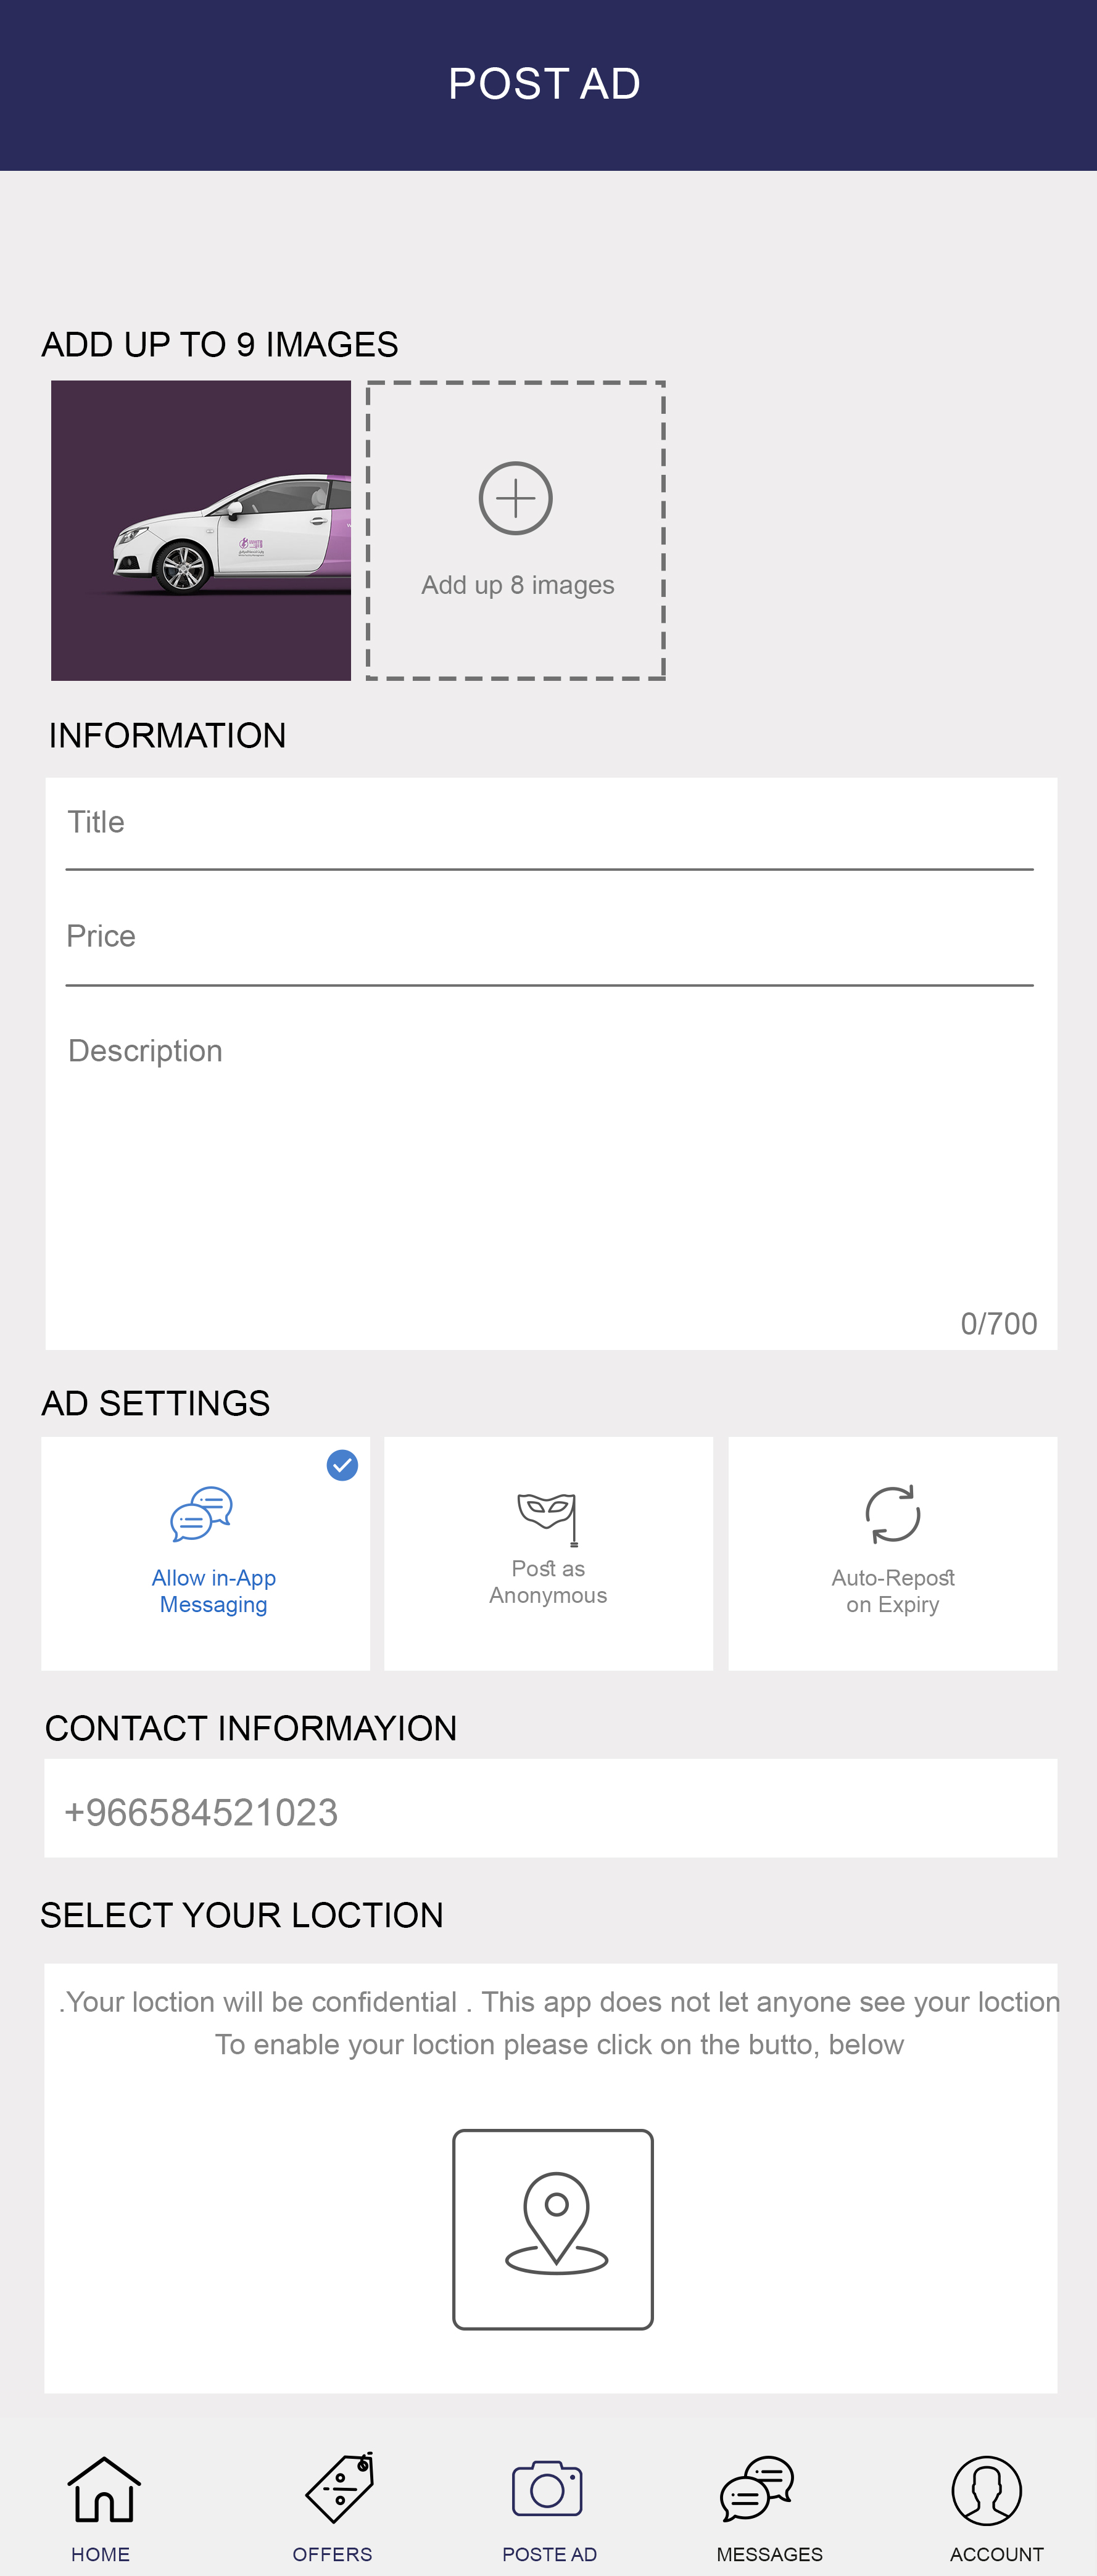 POST AD
ADD UP TO 9 IMAGES
Add up 8 images
INFORMATION
Title
Price
Description
0/700
AD SETTINGS
Allow in-App
Messaging
Post as
Anonymous
Auto-Repost
on Expiry
CONTACT INFORMAYION
+966584521023
SELECT YOUR LOCTION
.Your loction will be confidential . This app does not let anyone see your loction
To enable your loction please click on the butto, below
HOME
OFFERS
POSTE AD
MESSAGES
ACCOUNT